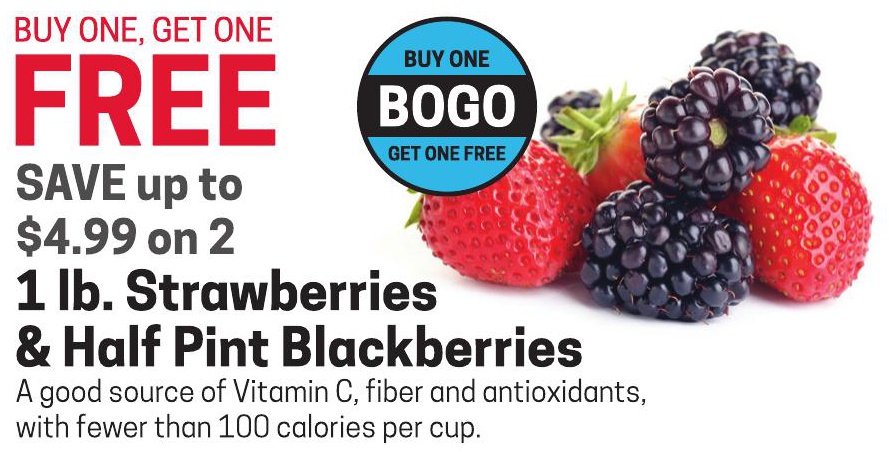 BUY ONE, GET ONE
FREE
SAVE up to
$4.99 on 2
1 lb. Strawberries
& Half Pint Blackberries
A good source of Vitamin C, fiber and antioxidants,
with fewer than 100 calories per cup.
BUY ONE
BOGO
GET ONE FREE